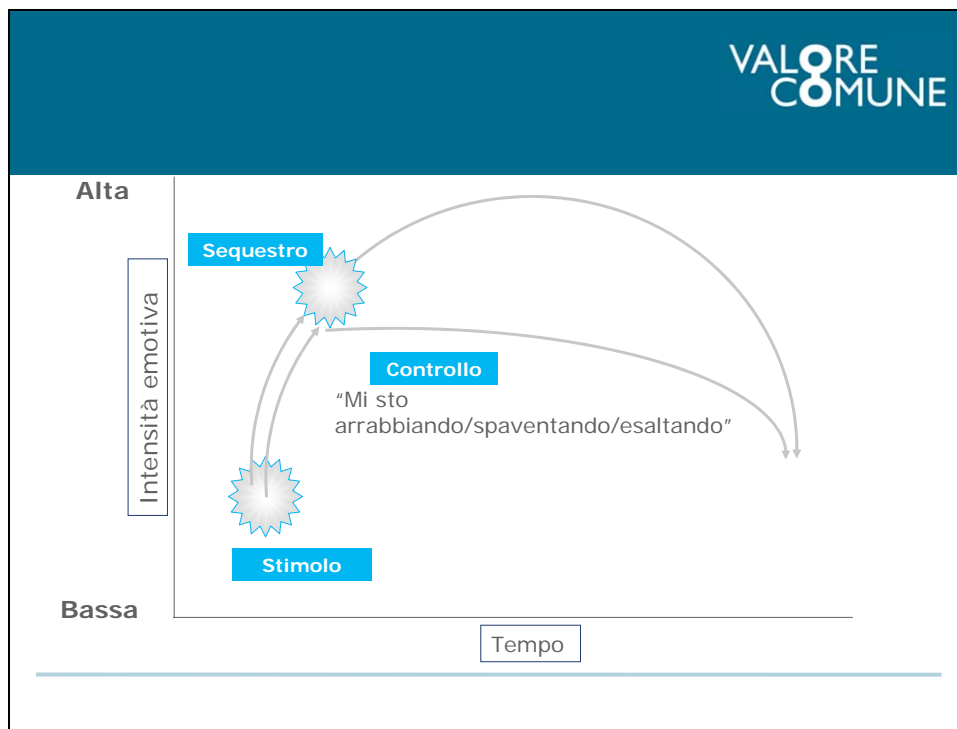 VALORE
COMUNE
Alta
Sequestro
Intensità emotiva
Controllo
“Mi sto
arrabbiando/spaventando/esaltando”
Stimolo
Bassa
Tempo